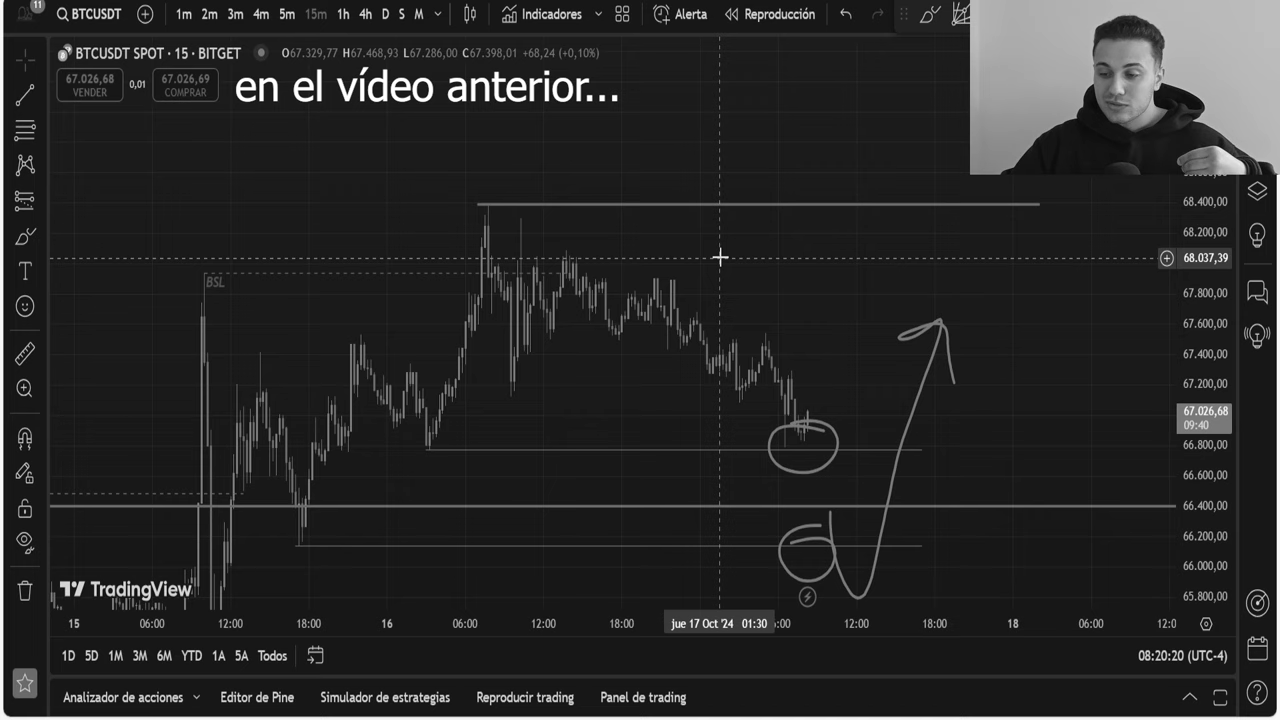 11
BTCUSDT
1m 2m 3m 4m 5m 15m 1h 4h D S M
Indicadores
Alerta
Reproducción
BTCUSDT SPOT · 15 · BITGET
O67.329,77 H67.468,93 L67.286,00 C67.398,01 +68,24 (+0,10%)
67.026,68
VENDER
0,01
67.026,69
COMPRAR
en el vídeo anterior...
BSL
68.400,00
68.200,00
68.037,39
67.800,00
67.600,00
67.400,00
67.200,00
67.026,68
09:40
66.800,00
66.600,00
66.400,00
66.200,00
66.000,00
65.800,00
TradingView
15 06:00 12:00 18:00 16 06:00 12:00 18:00 jue 17 Oct '24 01:30 12:00 18:00 18 06:00 12:0
1D 5D 1M 3M 6M YTD 1A 5A Todos
08:20:20 (UTC-4)
Analizador de acciones
Editor de Pine
Simulador de estrategias
Reproducir trading
Panel de trading